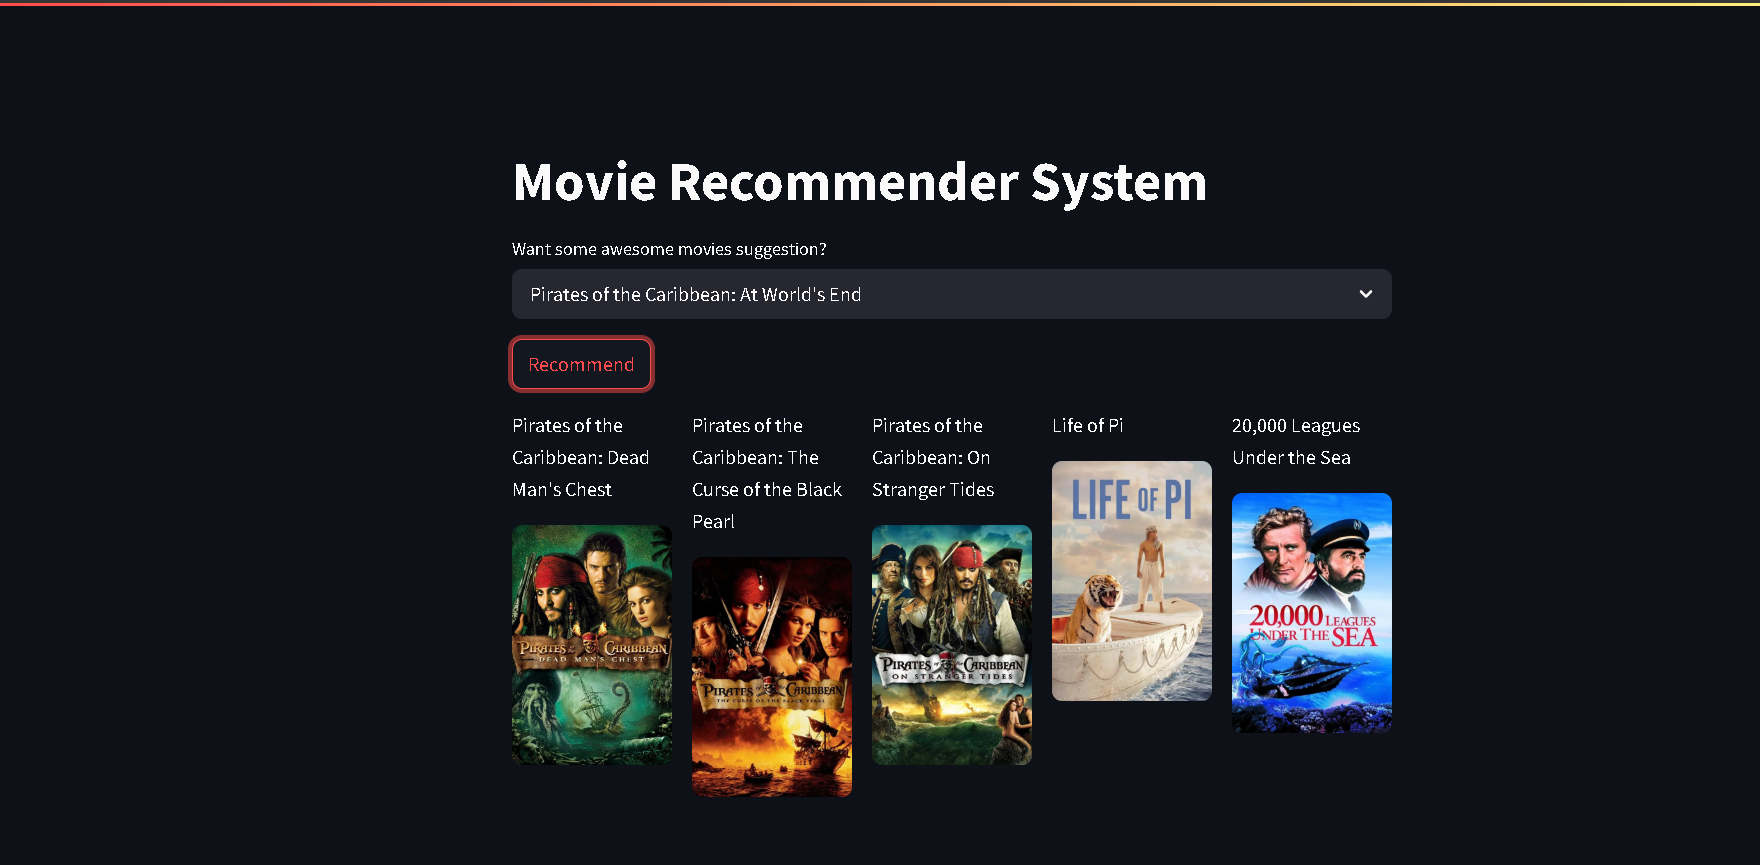 Movie Recommender System
Want some awesome movies suggestion?
Pirates of the Caribbean: At World's End
Recommend
Pirates of the
Caribbean: Dead
Man's Chest
PIRATES OF THE CARIBBEAN
DEAD MAN'S CHEST
Pirates of the
Caribbean: The
Curse of the Black
Pearl
PIRATES OF THE CARIBBEAN
THE CURSE OF THE BLACK PEARL
Pirates of the
Caribbean: On
Stranger Tides
PIRATES OF THE CARIBBEAN
ON STRANGER TIDES
Life of Pi
LIFE OF PI
20,000 Leagues
Under the Sea
20,000 LEAGUES
UNDER THE SEA